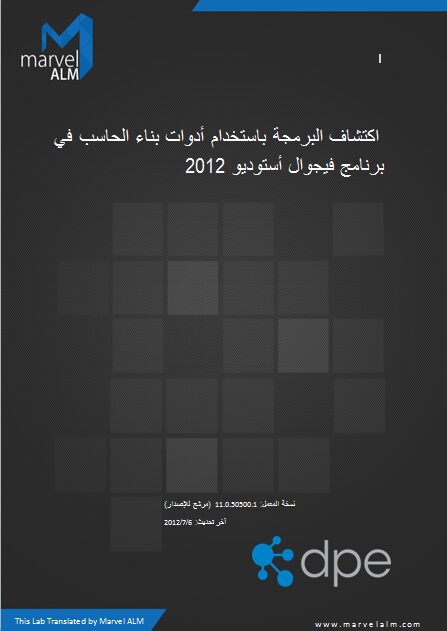 marvel
ALM
اكتشاف البرمجة باستخدام أدوات بناء الحاسب في
برنامج فيجوال أستوديو 2012
نسخة المعمل: 11.0.50500.1 (مرشح للإصدار)
آخر تحديث: 2012/7/6
dpe
This Lab Translated by Marvel ALM
www.marvelalm.com